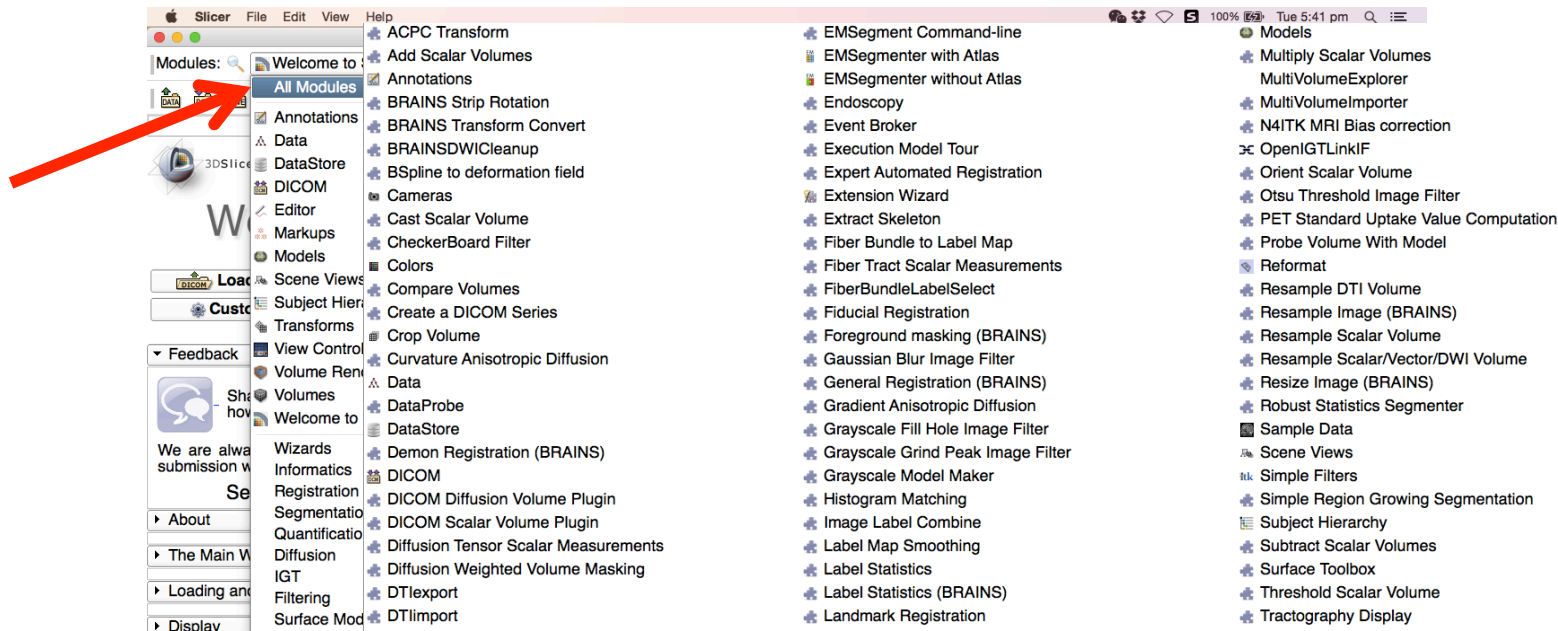 Slicer File Edit View Help
100% Tue 5:41 pm
Modules:
Welcome to S
All Modules
DATA
3DSlice
We
DICOM Load
Custo
Feedback
Sha
how
We are alwa
submission w
Se
About
The Main W
Loading and
Display
Annotations
Data
DataStore
DICOM
Editor
Markups
Models
Scene Views
Subject Hiera
Transforms
View Control
Volume Ren
Volumes
Welcome to
Wizards
Informatics
Registration
Segmentatio
Quantificatio
Diffusion
IGT
Filtering
Surface Mod
ACPC Transform
Add Scalar Volumes
Annotations
BRAINS Strip Rotation
BRAINS Transform Convert
BRAINSDWICleanup
BSpline to deformation field
Cameras
Cast Scalar Volume
CheckerBoard Filter
Colors
Compare Volumes
Create a DICOM Series
Crop Volume
Curvature Anisotropic Diffusion
Data
DataProbe
DataStore
Demon Registration (BRAINS)
DICOM
DICOM Diffusion Volume Plugin
DICOM Scalar Volume Plugin
Diffusion Tensor Scalar Measurements
Diffusion Weighted Volume Masking
DTIexport
DTIimport
EMSegment Command-line
EMSegmenter with Atlas
EMSegmenter without Atlas
Endoscopy
Event Broker
Execution Model Tour
Expert Automated Registration
Extension Wizard
Extract Skeleton
Fiber Bundle to Label Map
Fiber Tract Scalar Measurements
FiberBundleLabelSelect
Fiducial Registration
Foreground masking (BRAINS)
Gaussian Blur Image Filter
General Registration (BRAINS)
Gradient Anisotropic Diffusion
Grayscale Fill Hole Image Filter
Grayscale Grind Peak Image Filter
Grayscale Model Maker
Histogram Matching
Image Label Combine
Label Map Smoothing
Label Statistics
Label Statistics (BRAINS)
Landmark Registration
Models
Multiply Scalar Volumes
MultiVolumeExplorer
MultiVolumeImporter
N4ITK MRI Bias correction
OpenIGTLinkIF
Orient Scalar Volume
Otsu Threshold Image Filter
PET Standard Uptake Value Computation
Probe Volume With Model
Reformat
Resample DTI Volume
Resample Image (BRAINS)
Resample Scalar Volume
Resample Scalar/Vector/DWI Volume
Resize Image (BRAINS)
Robust Statistics Segmenter
Sample Data
Scene Views
Simple Filters
Simple Region Growing Segmentation
Subject Hierarchy
Subtract Scalar Volumes
Surface Toolbox
Threshold Scalar Volume
Tractography Display